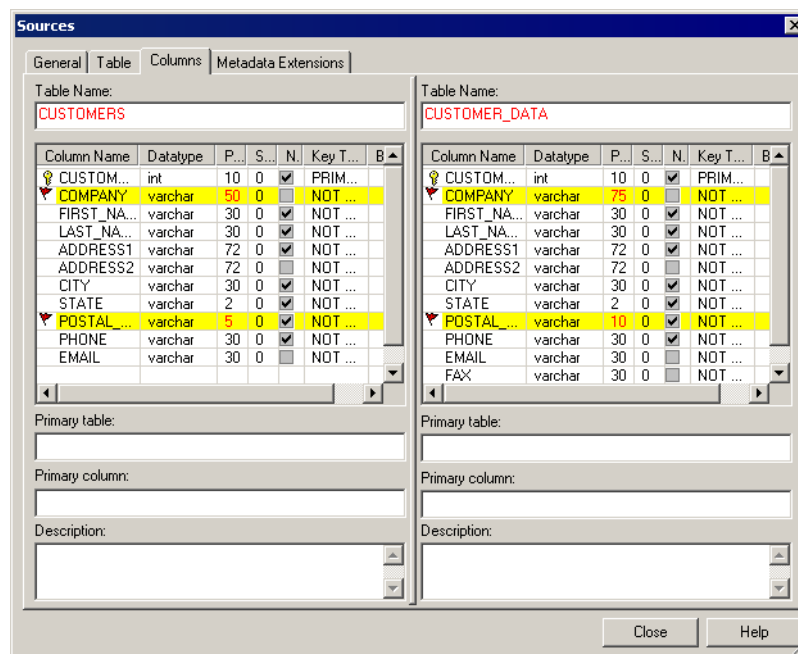 Sources
General Table Columns Metadata Extensions
Table Name:
CUSTOMERS
Column Name Datatype P... S... N. Key T... B
CUSTOM... int 10 0 PRIM...
COMPANY varchar 50 0 NOT ...
FIRST_NA... varchar 30 0 NOT ...
LAST_NA... varchar 30 0 NOT ...
ADDRESS1 varchar 72 0 NOT ...
ADDRESS2 varchar 72 0 NOT ...
CITY varchar 30 0 NOT ...
STATE varchar 2 0 NOT ...
POSTAL_... varchar 5 0 NOT ...
PHONE varchar 30 0 NOT ...
EMAIL varchar 30 0 NOT ...
Primary table:
Primary column:
Description:
Table Name:
CUSTOMER_DATA
Column Name Datatype P... S... N. Key T... B
CUSTOM... int 10 0 PRIM...
COMPANY varchar 75 0 NOT ...
FIRST_NA... varchar 30 0 NOT ...
LAST_NA... varchar 30 0 NOT ...
ADDRESS1 varchar 72 0 NOT ...
ADDRESS2 varchar 72 0 NOT ...
CITY varchar 30 0 NOT ...
STATE varchar 2 0 NOT ...
POSTAL_... varchar 10 0 NOT ...
PHONE varchar 30 0 NOT ...
EMAIL varchar 30 0 NOT ...
FAX varchar 30 0 NOT ...
Primary table:
Primary column:
Description:
Close Help